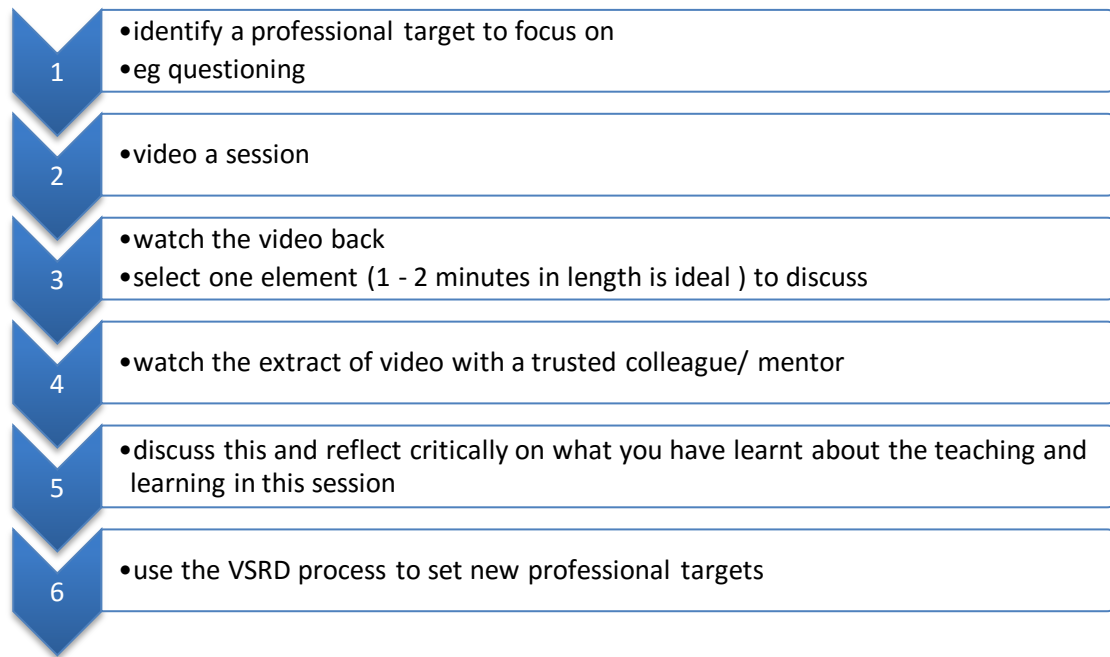 1
•identify a professional target to focus on
•eg questioning
2
•video a session
3
•watch the video back
•select one element (1 - 2 minutes in length is ideal ) to discuss
4
•watch the extract of video with a trusted colleague/ mentor
5
•discuss this and reflect critically on what you have learnt about the teaching and
learning in this session
6
•use the VSRD process to set new professional targets